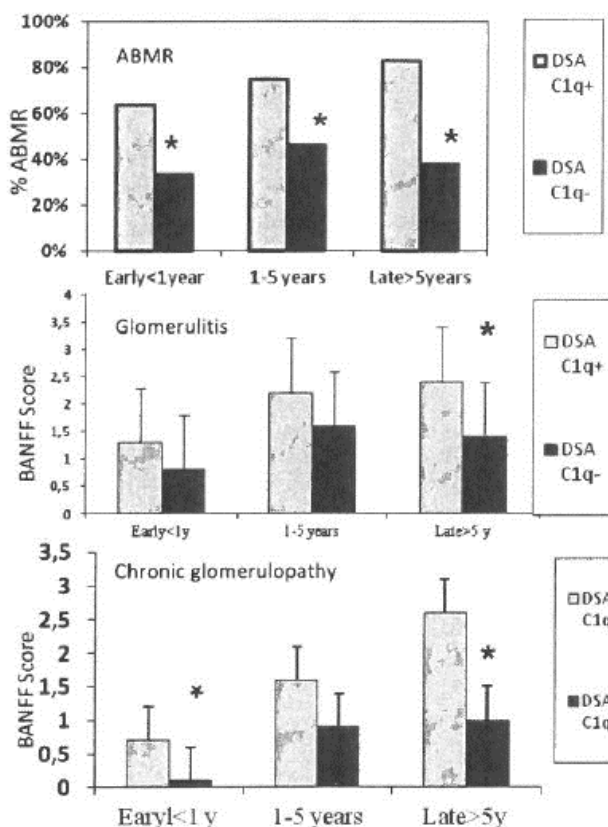 100%
80%
60%
40%
20%
0%
% ABMR
ABMR
*
*
*
Early<1year
1-5 years
Late>5years
DSA
C1q+
DSA
C1q-
4
3,5
3
2,5
2
1,5
1
0,5
0
BANFF Score
Glomerulitis
*
Early<1y
1-5 years
Late>5 y
DSA
C1q+
DSA
C1q-
3,5
3
2,5
2
1,5
1
0,5
0
BANFF Score
Chronic glomerulopathy
*
*
Earyl<1 y
1-5 years
Late>5y
DSA
C1q
DSA
C1q